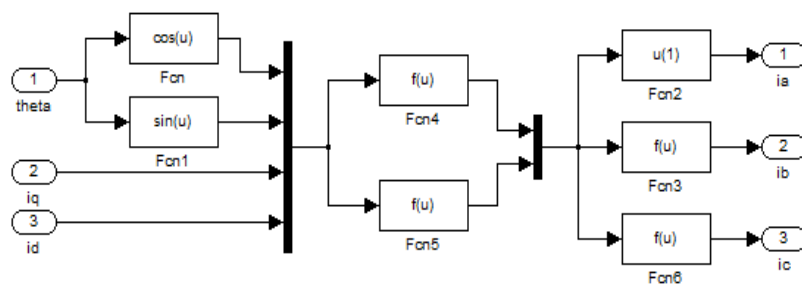 cos(u)
Fcn
1
theta
sin(u)
Fcn1
2
iq
3
id
f(u)
Fcn4
f(u)
Fcn5
u(1)
Fcn2
1
ia
f(u)
Fcn3
2
ib
f(u)
Fcn6
3
ic